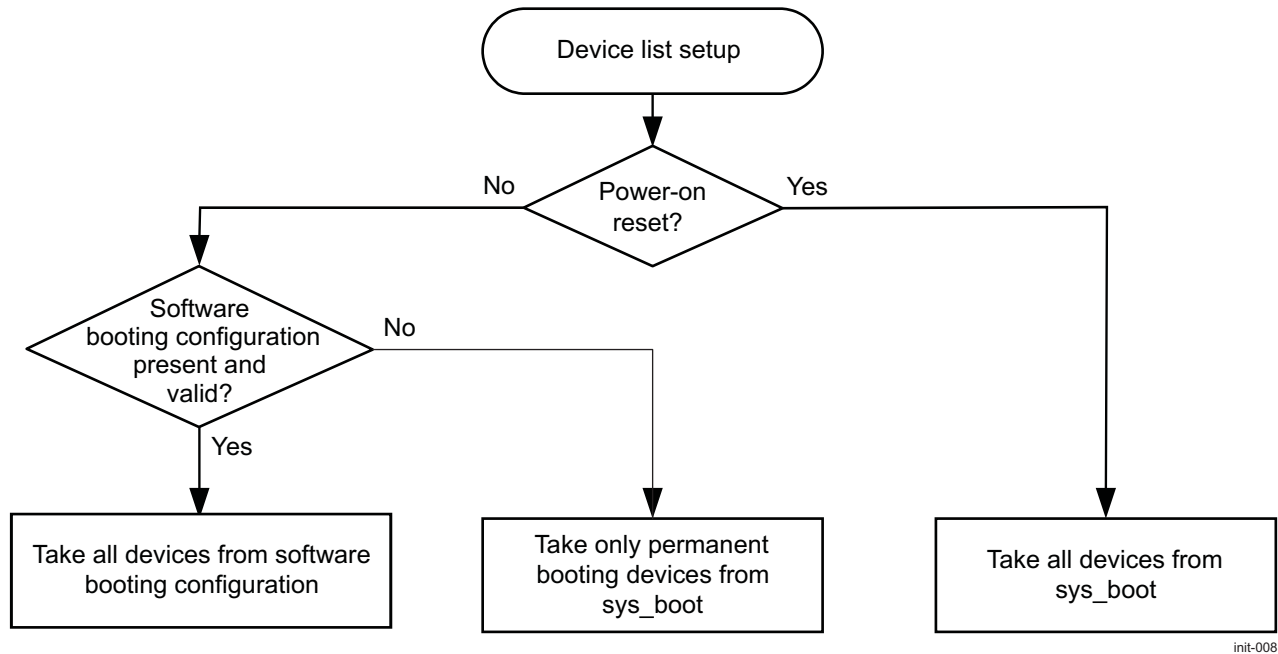 Device list setup
No
Power-on
reset?
Yes
Software
booting configuration
present and
valid?
No
Yes
Take all devices from software
booting configuration
Take only permanent
booting devices from
sys_boot
Take all devices from
sys_boot
init-008